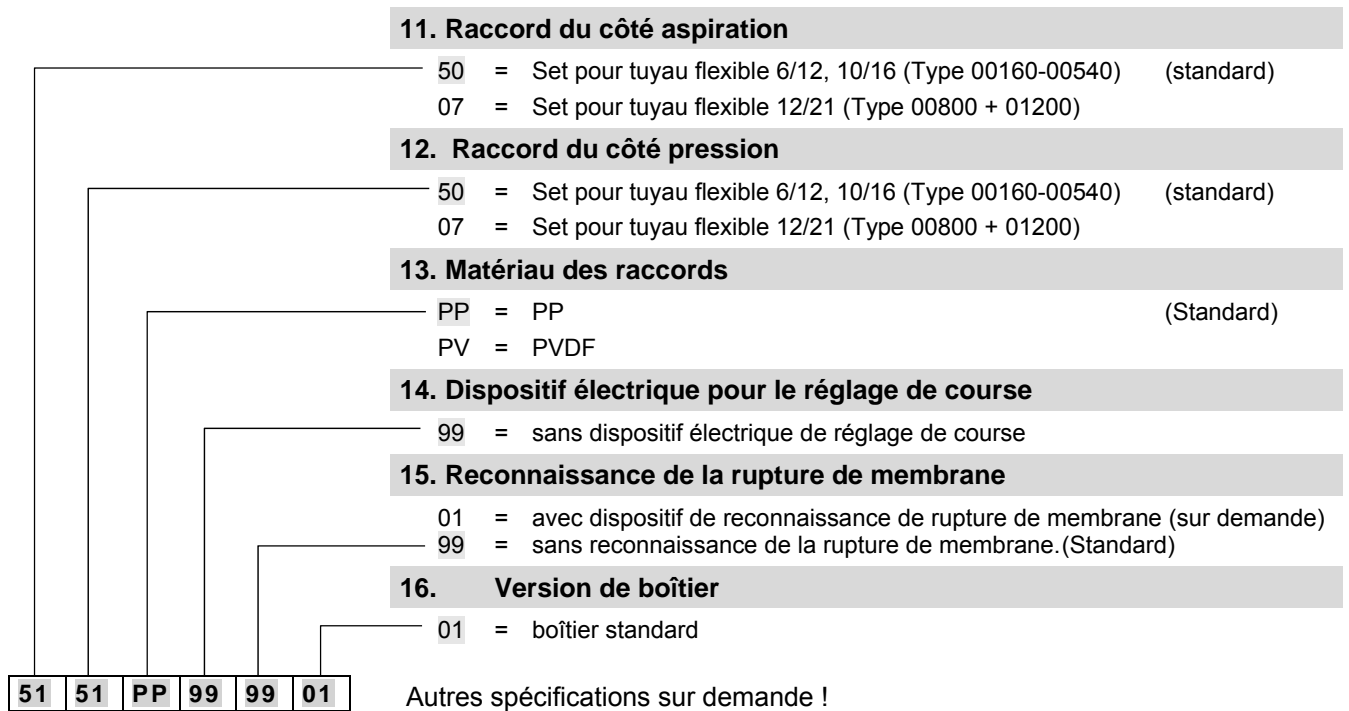 11. Raccord du côté aspiration
50 = Set pour tuyau flexible 6/12, 10/16 (Type 00160-00540) (standard)
07 = Set pour tuyau flexible 12/21 (Type 00800 + 01200)
12. Raccord du côté pression
50 = Set pour tuyau flexible 6/12, 10/16 (Type 00160-00540) (standard)
07 = Set pour tuyau flexible 12/21 (Type 00800 + 01200)
13. Matériau des raccords
PP = PP (Standard)
PV = PVDF
14. Dispositif électrique pour le réglage de course
99 = sans dispositif électrique de réglage de course
15. Reconnaissance de la rupture de membrane
01 = avec dispositif de reconnaissance de rupture de membrane (sur demande)
99 = sans reconnaissance de la rupture de membrane.(Standard)
16. Version de boîtier
01 = boîtier standard
51 51 PP 99 99 01 Autres spécifications sur demande !